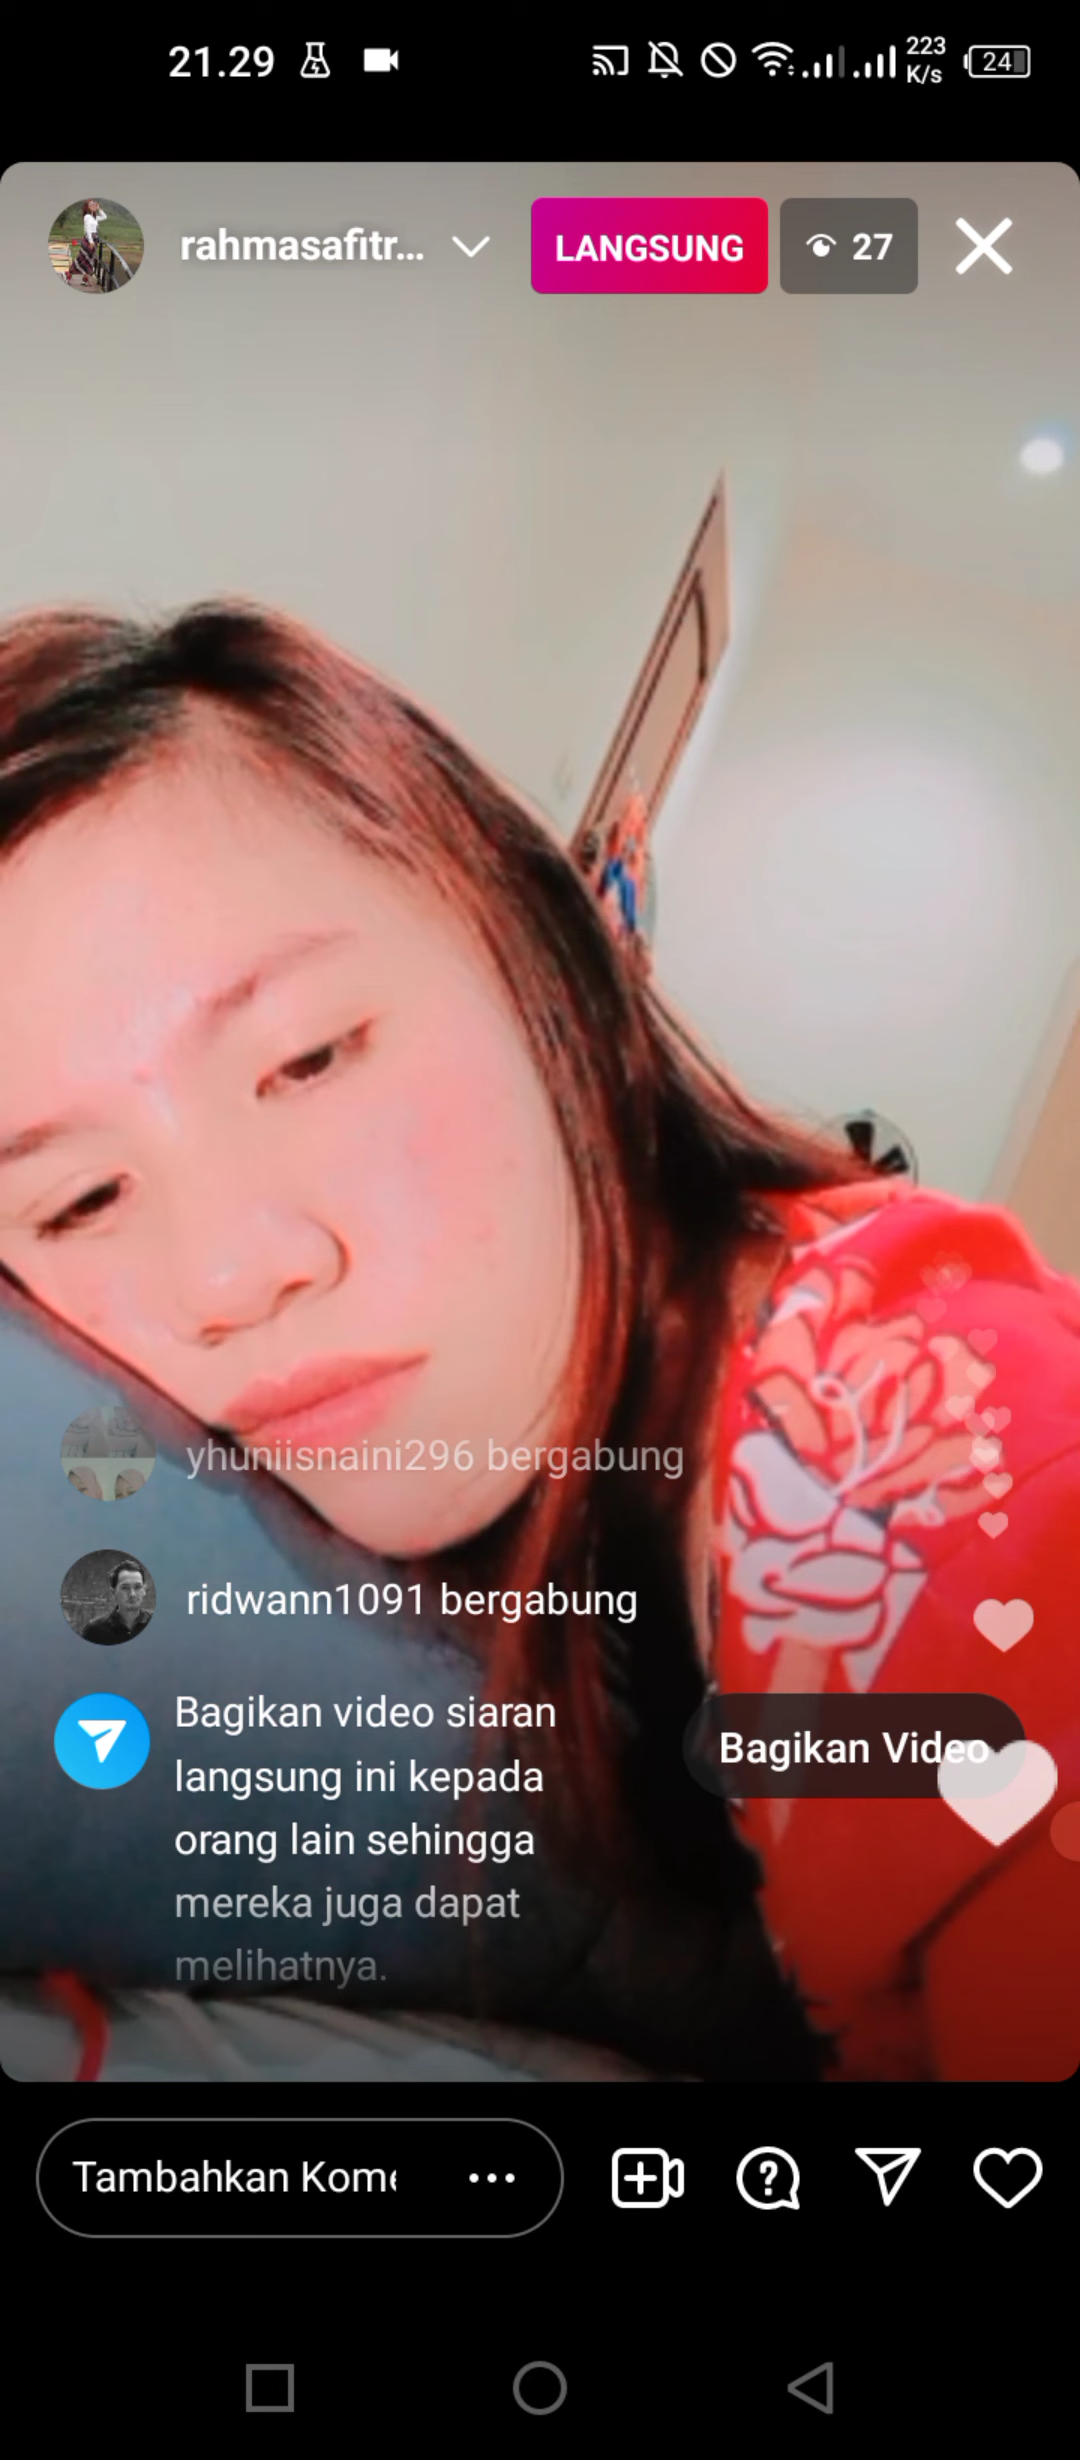 21.29
223
K/s
24
rahmasafitr...
LANGSUNG
27
yhuniisnaini296 bergabung
ridwann1091 bergabung
Bagikan video siaran
langsung ini kepada
orang lain sehingga
mereka juga dapat
melihatnya.
Bagikan Video
Tambahkan Kome